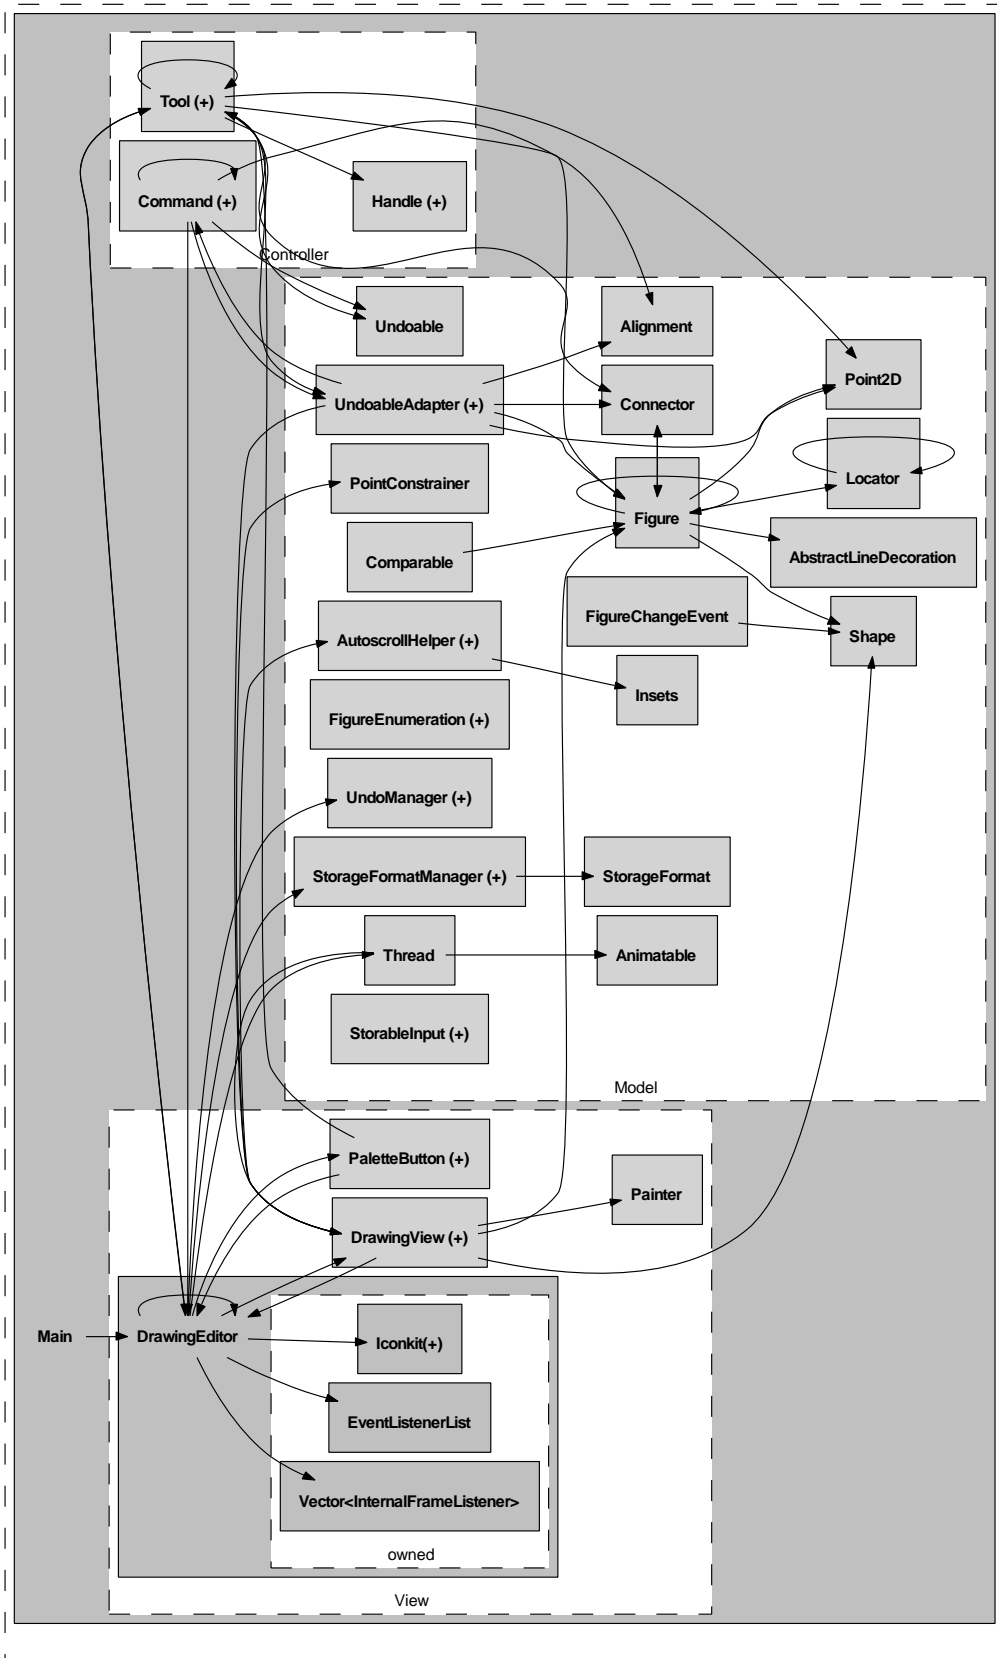 Tool (+)
Command (+)
Handle (+)
Controller
Undoable
Alignment
Point2D
UndoableAdapter (+)
Connector
Locator
PointConstrainer
Figure
Comparable
AbstractLineDecoration
FigureChangeEvent
Shape
AutoscrollHelper (+)
Insets
FigureEnumeration (+)
UndoManager (+)
StorageFormatManager (+)
StorageFormat
Thread
Animatable
StorableInput (+)
Model
PaletteButton (+)
Painter
DrawingView (+)
Main
DrawingEditor
Iconkit(+)
EventListenerList
Vector<InternalFrameListener>
owned
View